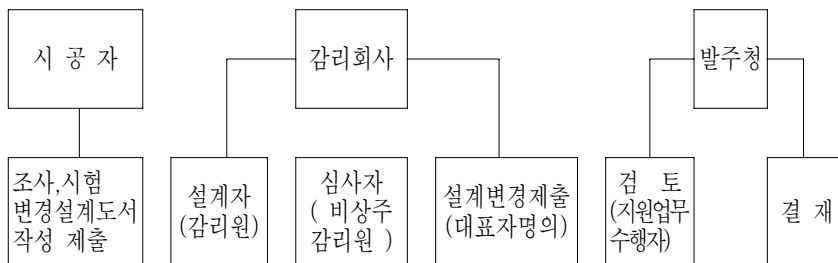 시 공 자
감리회사
발주청
조사,시험
변경설계도서
작성 제출
설계자
(감리원)
심사자
( 비상주
감리원 )
설계변경제출
(대표자명의)
검 토
(지원업무
수행자)
결 재